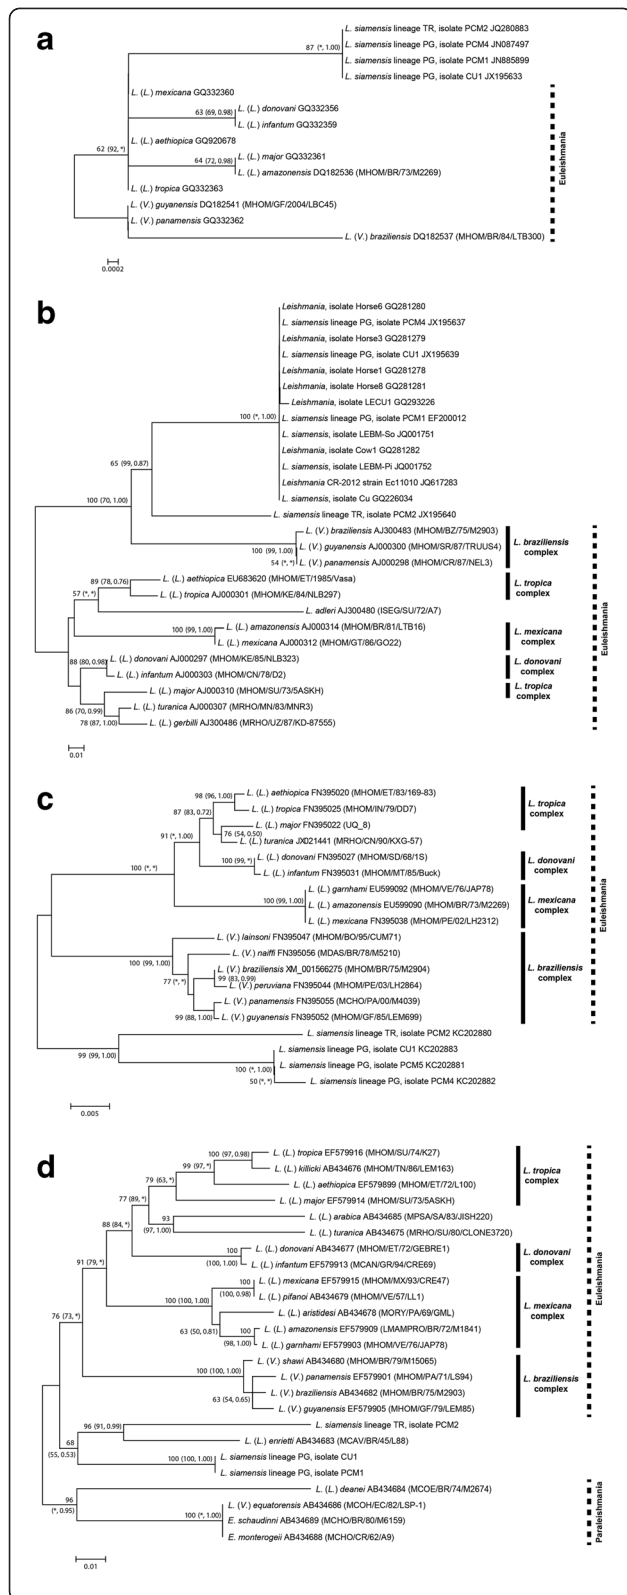 a
L. siamensis lineage TR, isolate PCM2 JQ280883
87 (*, 1.00)
L. siamensis lineage PG, isolate PCM4 JN087497
L. siamensis lineage PG, isolate PCM1 JN885899
L. siamensis lineage PG, isolate CU1 JX195633
L. (L.) mexicana GQ332360
63 (69, 0.98)
L. (L.) donovani GQ332356
L. (L.) infantum GQ332359
62 (92, *)
L. (L.) aethiopica GQ920678
64 (72, 0.98)
L. (L.) major GQ332361
L. (L.) amazonensis DQ182536 (MHOM/BR/73/M2269)
L. (L.) tropica GQ332363
L. (V.) guyanensis DQ182541 (MHOM/GF/2004/LBC45)
L. (V.) panamensis GQ332362
L. (V.) braziliensis DQ182537 (MHOM/BR/84/LTB300)
Euleishmania
0.0002
b
Leishmania, isolate Horse6 GQ281280
L. siamensis lineage PG, isolate PCM4 JX195637
Leishmania, isolate Horse3 GQ281279
L. siamensis lineage PG, isolate CU1 JX195639
Leishmania, isolate Horse1 GQ281278
Leishmania, isolate Horse8 GQ281281
Leishmania, isolate LECU1 GQ293226
100 (*, 1.00)
L. siamensis lineage PG, isolate PCM1 EF200012
L. siamensis, isolate LEBM-So JQ001751
Leishmania, isolate Cow1 GQ281282
65 (99, 0.87)
L. siamensis, isolate LEBM-Pi JQ001752
Leishmania CR-2012 strain Ec11010 JQ617283
L. siamensis, isolate Cu GQ226034
100 (70, 1.00)
L. siamensis lineage TR, isolate PCM2 JX195640
L. (V.) braziliensis AJ300483 (MHOM/BZ/75/M2903)
100 (99, 1.00)
L. (V.) guyanensis AJ000300 (MHOM/SR/87/TRUUS4)
54 (*, *)
L. (V.) panamensis AJ000298 (MHOM/CR/87/NEL3)
L. braziliensis
complex
89 (78, 0.76)
L. (L.) aethiopica EU683620 (MHOM/ET/1985/Vasa)
57 (*, *)
L. (L.) tropica AJ000301 (MHOM/KE/84/NLB297)
L. tropica
complex
L. adleri AJ300480 (ISEG/SU/72/A7)
100 (99, 1.00)
L. (L.) amazonensis AJ000314 (MHOM/BR/81/LTB16)
L. (L.) mexicana AJ000312 (MHOM/GT/86/GO22)
L. mexicana
complex
88 (80, 0.98)
L. (L.) donovani AJ000297 (MHOM/KE/85/NLB323)
L. (L.) infantum AJ000303 (MHOM/CN/78/D2)
L. donovani
complex
L. (L.) major AJ000310 (MHOM/SU/73/5ASKH)
L. tropica
complex
86 (70, 0.99)
L. (L.) turanica AJ000307 (MRHO/MN/83/MNR3)
78 (87, 1.00)
L. (L.) gerbilli AJ300486 (MRHO/UZ/87/KD-87555)
Euleishmania
0.01
c
98 (96, 1.00)
L. (L.) aethiopica FN395020 (MHOM/ET/83/169-83)
87 (83, 0.72)
L. (L.) tropica FN395025 (MHOM/IN/79/DD7)
L. (L.) major FN395022 (UQ_8)
91 (*, 1.00)
76 (54, 0.50)
L. (L.) turanica JX021441 (MRHO/CN/90/KXG-57)
L. tropica
complex
100 (99, *)
L. (L.) donovani FN395027 (MHOM/SD/68/1S)
100 (*, *)
L. (L.) infantum FN395031 (MHOM/MT/85/Buck)
L. donovani
complex
L. (L.) garnhami EU599092 (MHOM/VE/76/JAP78)
100 (99, 1.00)
L. (L.) amazonensis EU599090 (MHOM/BR/73/M2269)
L. (L.) mexicana FN395038 (MHOM/PE/02/LH2312)
L. mexicana
complex
L. (V.) lainsoni FN395047 (MHOM/BO/95/CUM71)
L. (V.) naiffi FN395056 (MDAS/BR/78/M5210)
100
(99, 1.00)
L. (V.) braziliensis XM_001566275 (MHOM/BR/75/M2904)
77 (*, *)
99 (83, 0.99)
L. (V.) peruviana FN395044 (MHOM/PE/03/LH2864)
L. (V.) panamensis FN395055 (MCHO/PA/00/M4039)
99 (88, 1.00)
L. (V.) guyanensis FN395052 (MHOM/GF/85/LEM699)
L. braziliensis
complex
Euleishmania
L. siamensis lineage TR, isolate PCM2 KC202880
99 (99, 1.00)
L. siamensis lineage PG, isolate CU1 KC202883
100 (*, 1.00)
L. siamensis lineage PG, isolate PCM5 KC202881
50 (*, *)
L. siamensis lineage PG, isolate PCM4 KC202882
0.005
d
100 (97, 0.98)
L. (L.) tropica EF579916 (MHOM/SU/74/K27)
99 (97, *)
L. (L.) killicki AB434676 (MHOM/TN/86/LEM163)
79 (63, *)
L. (L.) aethiopica EF579899 (MHOM/ET/72/L100)
L. (L.) major EF579914 (MHOM/SU/73/5ASKH)
L. tropica
complex
77 (89, *)
93
(97, 1.00)
L. (L.) arabica AB434685 (MPSA/SA/83/JISH220)
L. (L.) turanica AB434675 (MRHO/SU/80/CLONE3720)
88 (84, *)
100
(100, 1.00)
L. (L.) donovani AB434677 (MHOM/ET/72/GEBRE1)
L. (L.) infantum EF579913 (MCAN/GR/94/CRE69)
L. donovani
complex
91 (79, *)
100
(100, 0.98)
L. (L.) mexicana EF579915 (MHOM/MX/93/CRE47)
L. (L.) pifanoi AB434679 (MHOM/VE/57/LL1)
100 (100, 1.00)
L. (L.) aristidesi AB434678 (MORY/PA/69/GML)
63 (50, 0.81)
100
(98, 1.00)
L. (L.) amazonensis EF579909 (LMAMPRO/BR/72/M1841)
L. (L.) garnhami EF579903 (MHOM/VE/76/JAP78)
L. mexicana
complex
76 (73, *)
L. (V.) shawi AB434680 (MHOM/BR/79/M15065)
100 (100, 1.00)
L. (V.) panamensis EF579901 (MHOM/PA/71/LS94)
L. (V.) braziliensis AB434682 (MHOM/BR/75/M2903)
63 (54, 0.65)
L. (V.) guyanensis EF579905 (MHOM/GF/79/LEM85)
L. braziliensis
complex
Euleishmania
96 (91, 0.99)
L. siamensis lineage TR, isolate PCM2
68
(55, 0.53)
L. (L.) enrietti AB434683 (MCAV/BR/45/L88)
100 (100, 1.00)
L. siamensis lineage PG, isolate CU1
L. siamensis lineage PG, isolate PCM1
96
(*, 0.95)
L. (L.) deanei AB434684 (MCOE/BR/74/M2674)
L. (V.) equatorensis AB434686 (MCOH/EC/82/LSP-1)
100 (*, 1.00)
E. schaudinni AB434689 (MCHO/BR/80/M6159)
E. monterogeii AB434688 (MCHO/CR/62/A9)
Paraleishmania
0.01